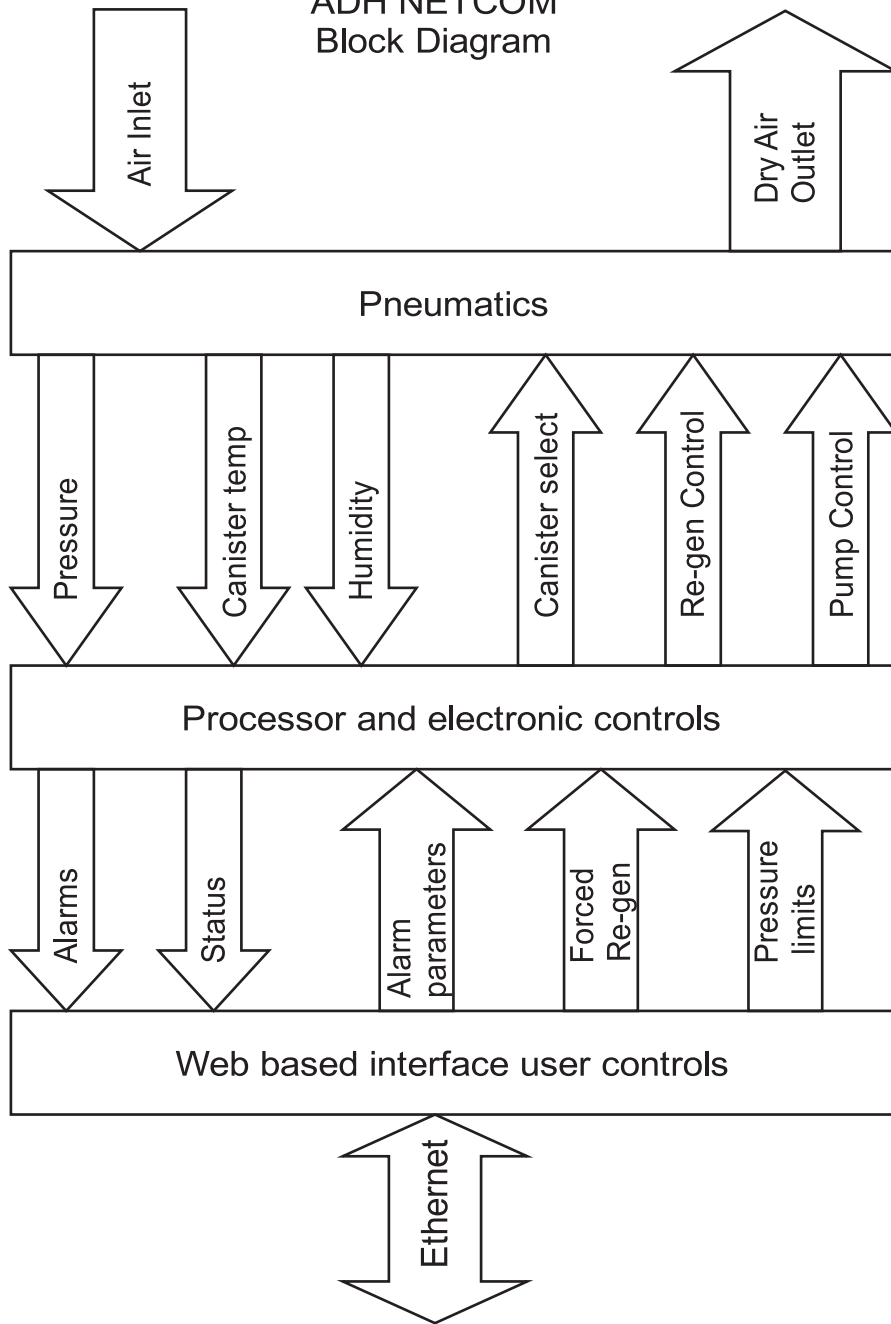 ADH NETCOM
Block Diagram
Air Inlet
Dry Air
Outlet
Pneumatics
Pressure
Canister temp
Humidity
Canister select
Re-gen Control
Pump Control
Processor and electronic controls
Alarms
Status
Alarm
parameters
Forced
Re-gen
Pressure
limits
Web based interface user controls
Ethernet